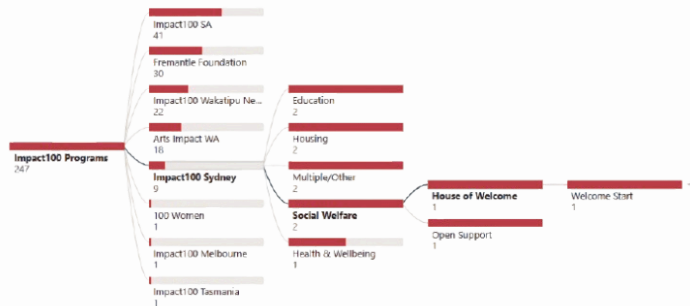 Impact100 Programs
247
Impact100 SA
41
Fremantle Foundation
30
Impact100 Wakatipu Ne...
22
Arts Impact WA
18
Impact100 Sydney
9
100 Women
1
Impact100 Melbourne
1
Impact100 Tasmania
1
Education
2
Housing
2
Multiple/Other
2
Social Welfare
2
Health & Wellbeing
1
House of Welcome
1
Open Support
1
Welcome Start
1